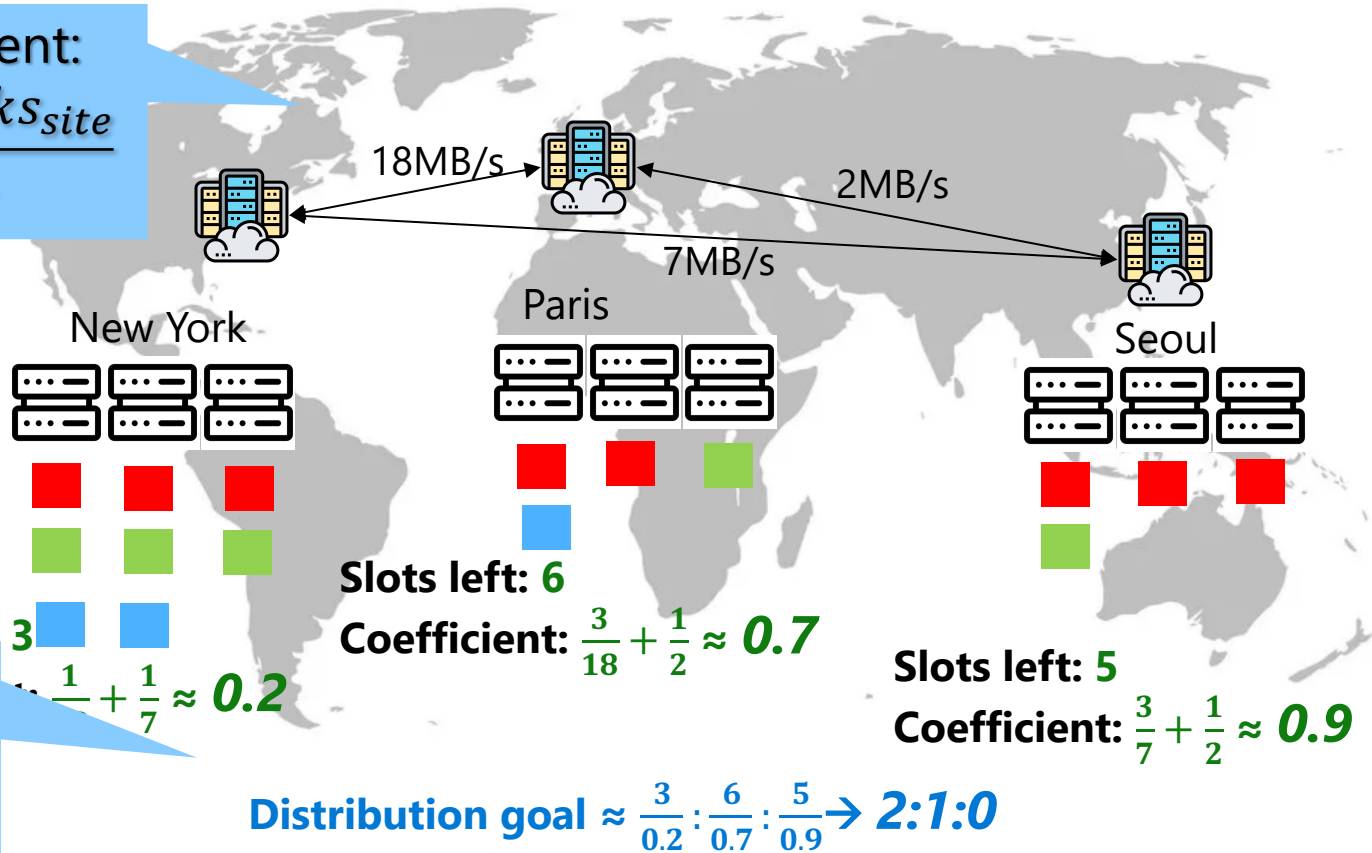 ent:
ks_{site}
18MB/s
2MB/s
7MB/s
New York
Paris
Seoul
Slots left: 6
Coefficient: 3/18 + 1/2 ≈ 0.7
3
+ 1/7 ≈ 0.2
Slots left: 5
Coefficient: 3/7 + 1/2 ≈ 0.9
Distribution goal ≈ 3/0.2 : 6/0.7 : 5/0.9 → 2:1:0